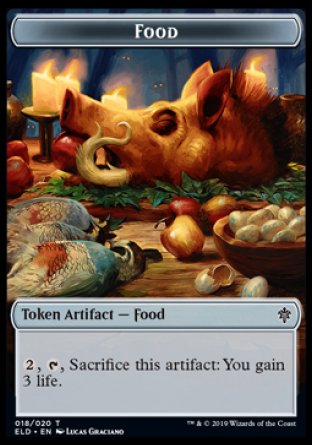 Food
Token Artifact — Food
2, T, Sacrifice this artifact: You gain
3 life.
018/020 T
ELD • EN Lucas Graciano
™ & © 2019 Wizards of the Coast